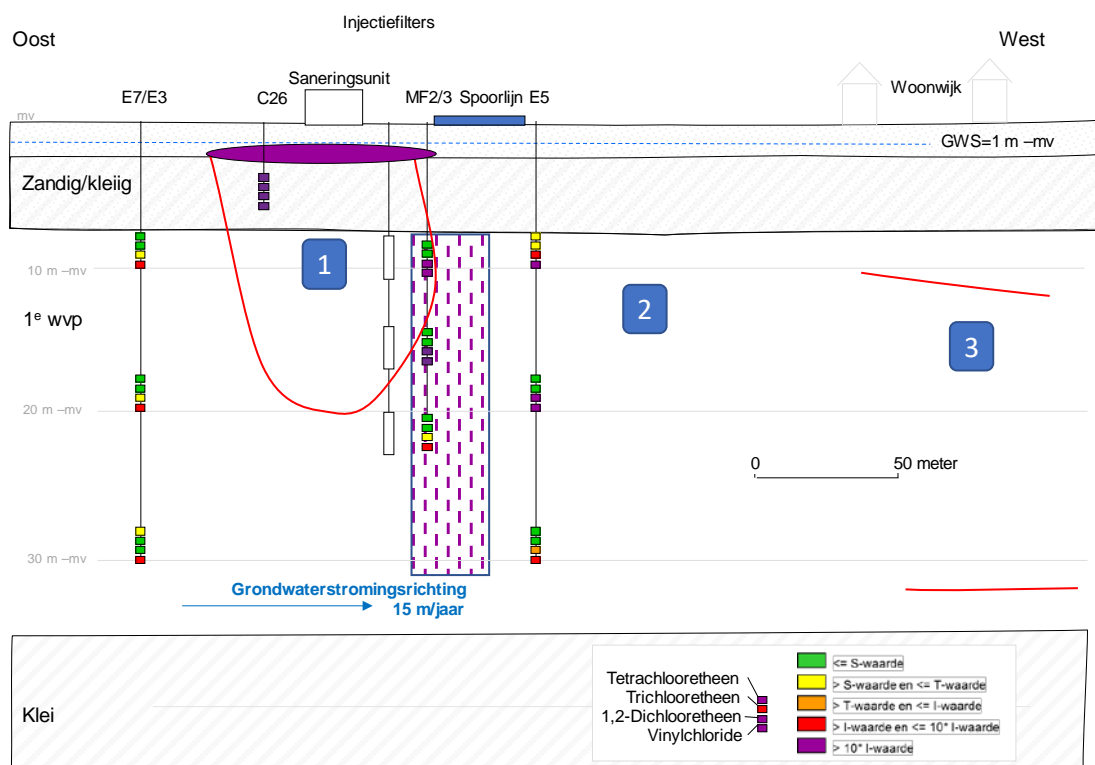 Injectiefilters
Oost
West
Saneringsunit
Woonwijk
E7/E3
C26
MF2/3
Spoorlijn
E5
mv
GWS=1 m –mv
Zandig/kleiig
1
10 m –mv
2
1e wvp
3
20 m –mv
0
50 meter
30 m –mv
Grondwaterstromingsrichting
15 m/jaar
Klei
Tetrachlooretheen
Trichlooretheen
1,2-Dichlooretheen
Vinylchloride
<= S-waarde
> S-waarde en <= T-waarde
> T-waarde en <= I-waarde
> I-waarde en <= 10* I-waarde
> 10* I-waarde